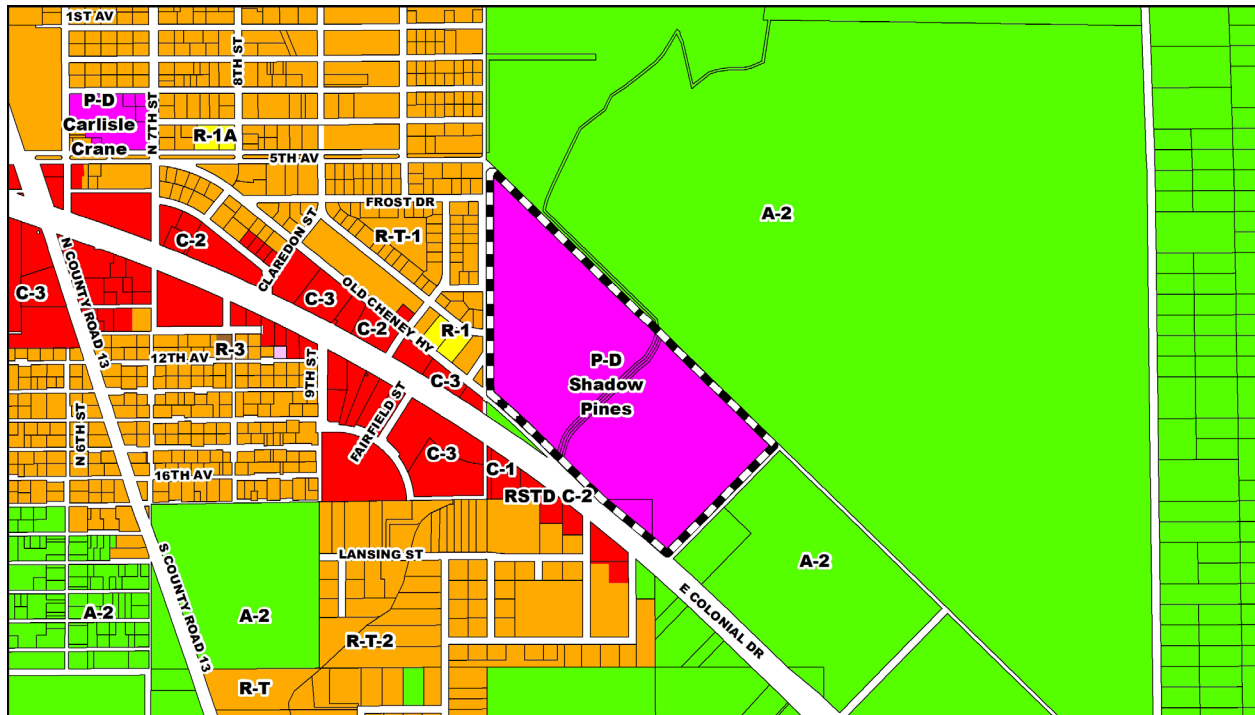 1ST AV
8TH ST
P-D
Carlisle
Crane
N 7TH ST
R-1A
5TH AV
FROST DR
A-2
C-2
CLAREDON ST
R-T-1
N COUNTY ROAD 13
C-3
C-3
OLD CHENEY HY
C-2
R-1
R-3
12TH AV
9TH ST
P-D
Shadow
Pines
C-3
FAIRFIELD ST
N 6TH ST
C-3
C-1
16TH AV
RSTD C-2
S COUNTY ROAD 13
LANSING ST
A-2
A-2
A-2
E COLONIAL DR
R-T-2
R-T